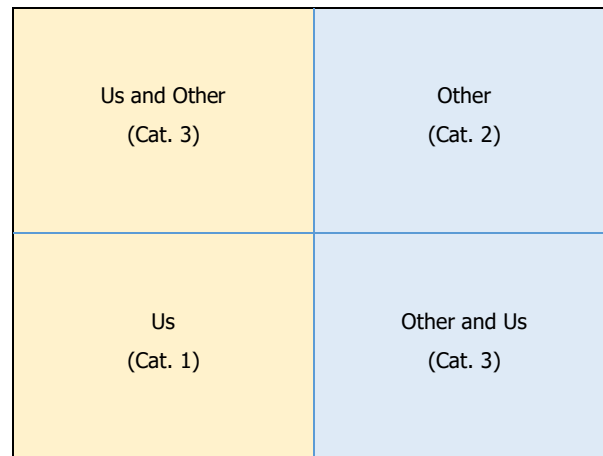 Us and Other
(Cat. 3)
Other
(Cat. 2)
Us
(Cat. 1)
Other and Us
(Cat. 3)